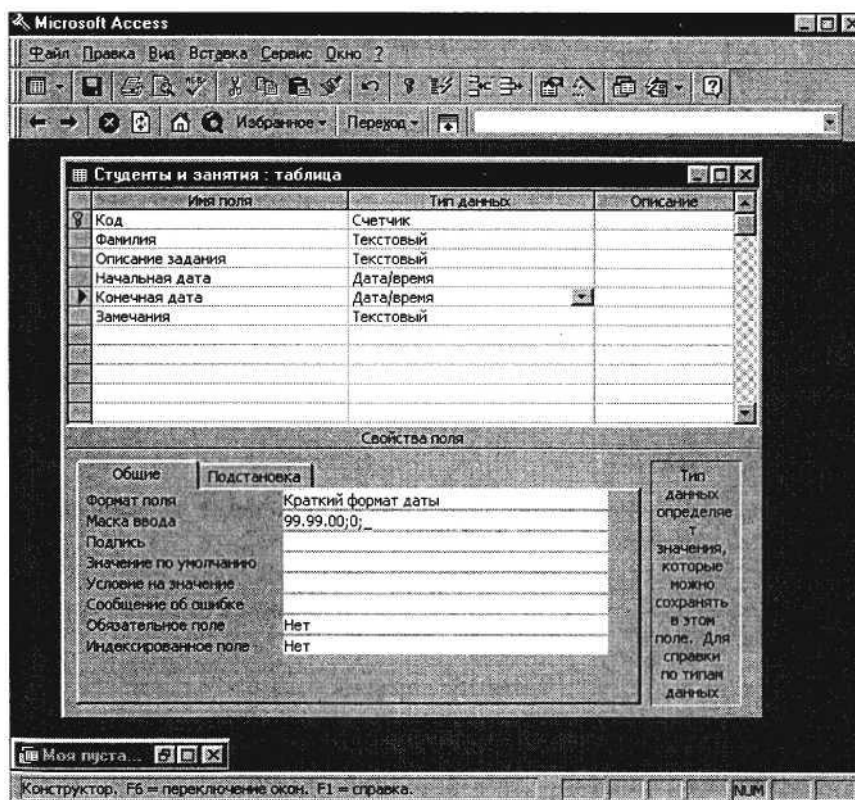 Microsoft Access
Файл Правка Вид Вставка Сервис Окно ?
Избранное Переход
Студенты и занятия : таблица
Имя поля Тип данных Описание
Код Счетчик
Фамилия Текстовый
Описание задания Текстовый
Начальная дата Дата/время
Конечная дата Дата/время
Замечания Текстовый
Свойства поля
Общие Подстановка
Формат поля Краткий формат даты
Маска ввода 99.99.00;0;_
Подпись
Значение по умолчанию
Условие на значение
Сообщение об ошибке
Обязательное поле Нет
Индексированное поле Нет
Тип
данных
определяе
т
значения,
которые
можно
сохранять
в этом
поле. Для
справки
по типам
данных
Моя пуста...
Конструктор. F6 = переключение окон. F1 = справка. NUM